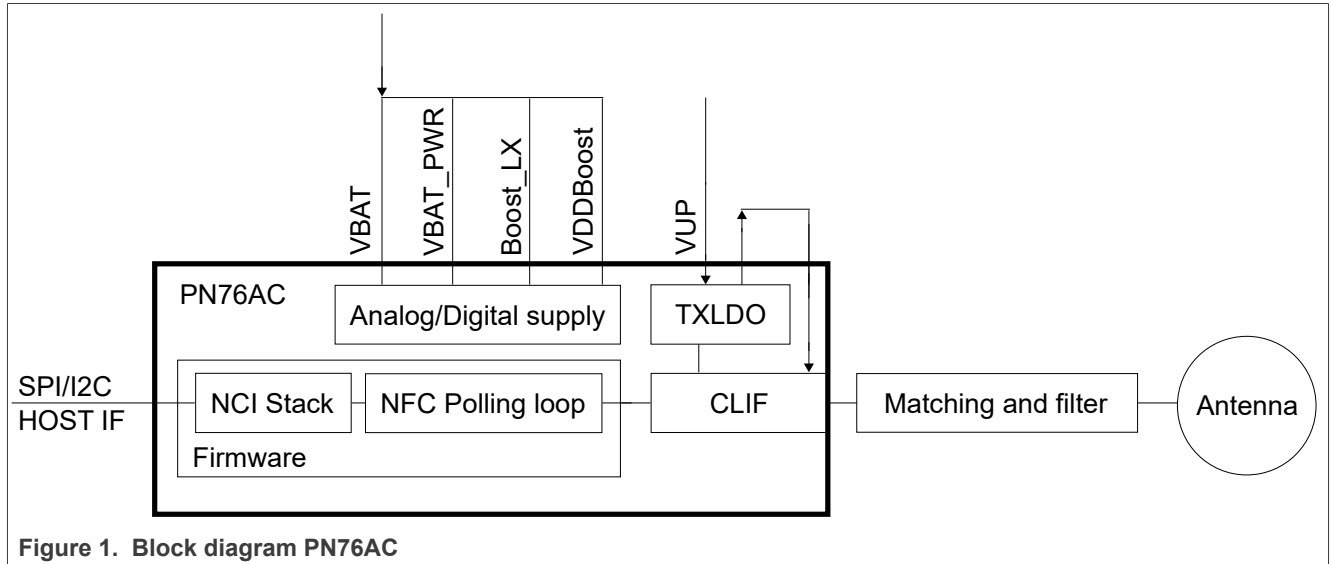 VBAT
VBAT_PWR
Boost_LX
VDDBoost
VUP
PN76AC
Analog/Digital supply
TXLDO
SPI/I2C
HOST IF
NCI Stack
NFC Polling loop
CLIF
Matching and filter
Antenna
Firmware
Figure 1. Block diagram PN76AC